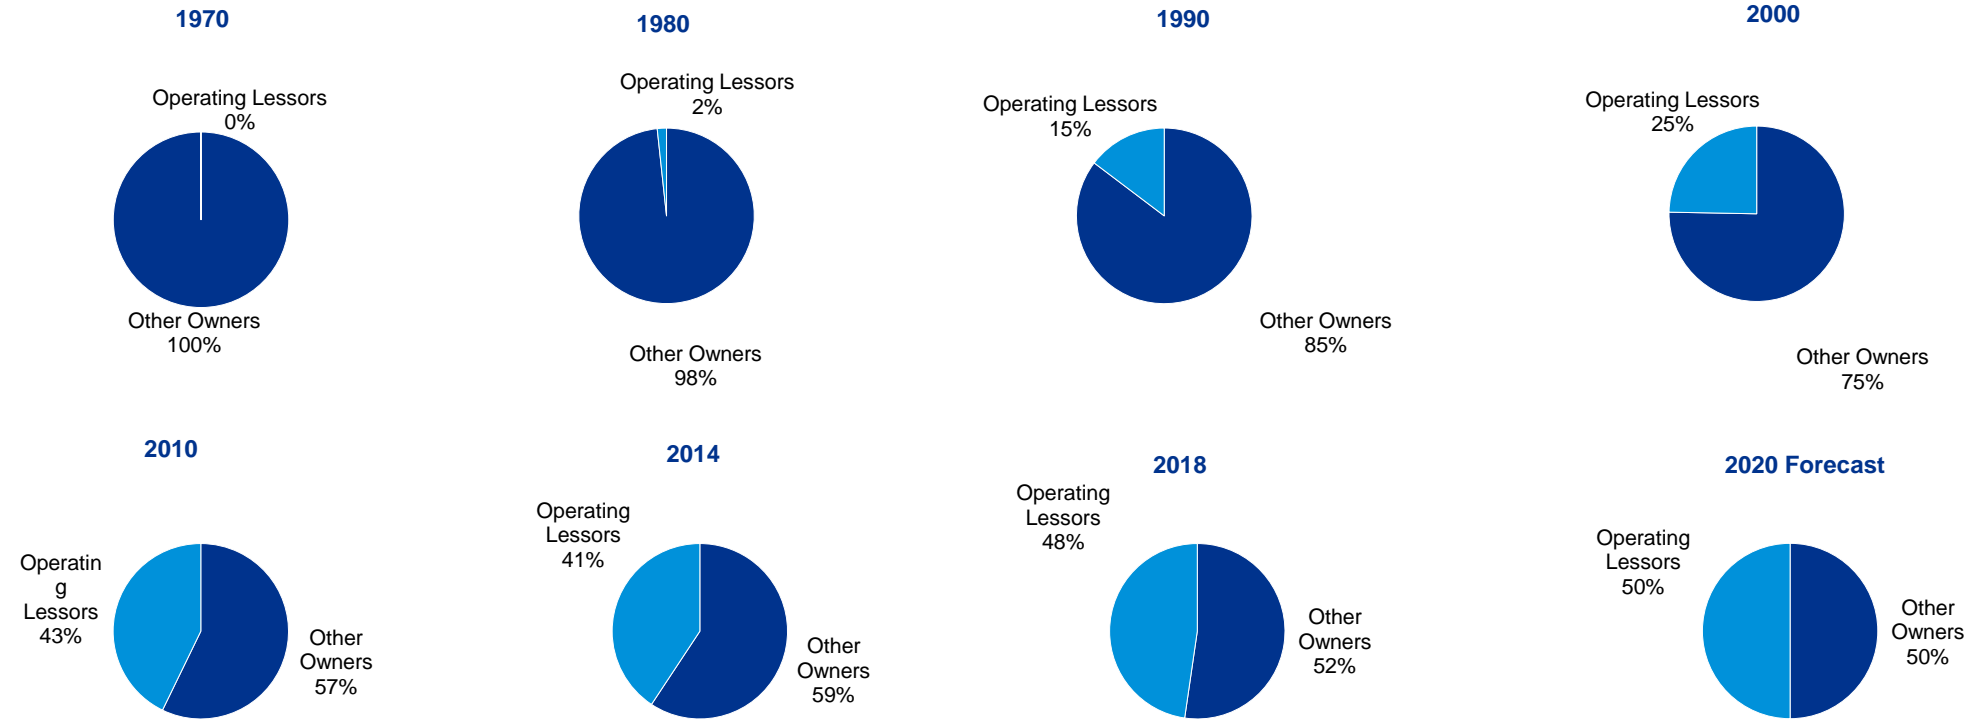 1970
Operating Lessors
0%
Other Owners
100%
1980
Operating Lessors
2%
Other Owners
98%
1990
Operating Lessors
15%
Other Owners
85%
2000
Operating Lessors
25%
Other Owners
75%
2010
Operatin
g
Lessors
43%
Other
Owners
57%
2014
Operating
Lessors
41%
Other
Owners
59%
2018
Operating
Lessors
48%
Other
Owners
52%
2020 Forecast
Operating
Lessors
50%
Other
Owners
50%